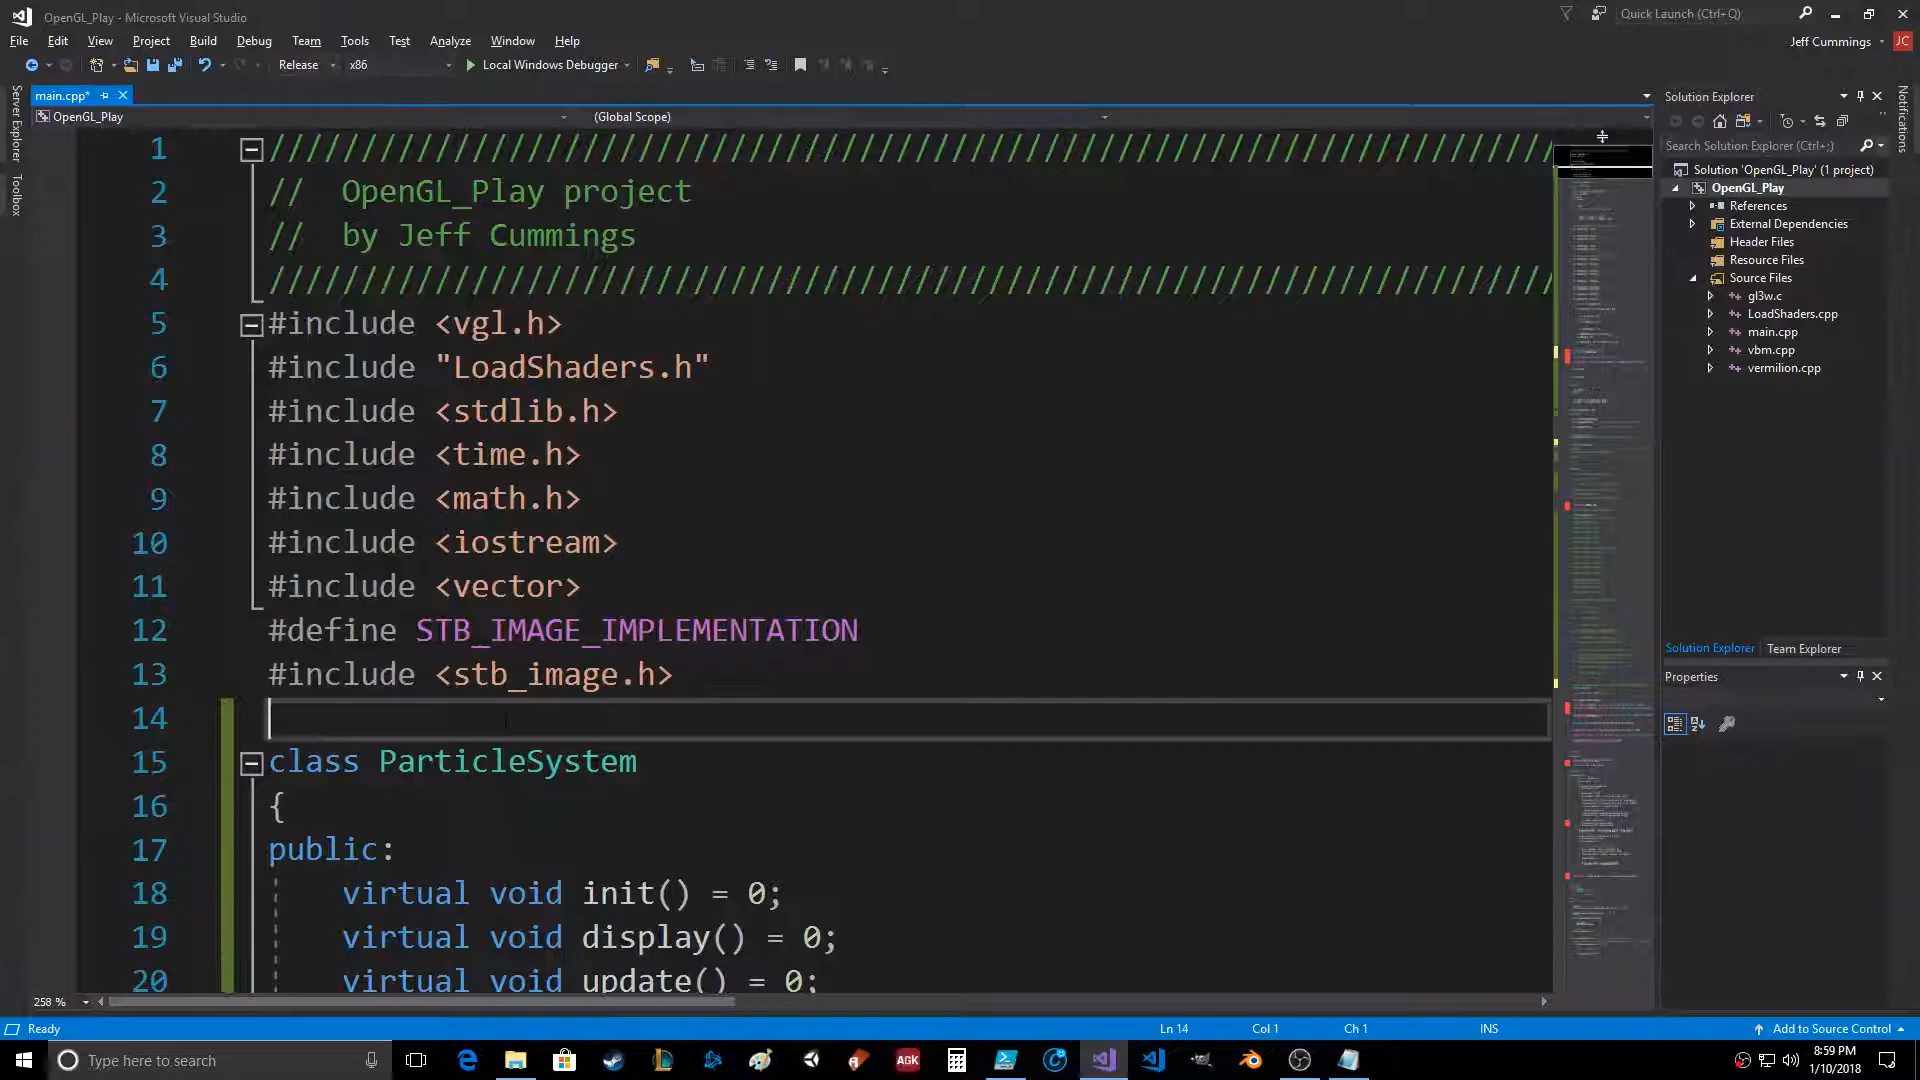 OpenGL_Play - Microsoft Visual Studio
Quick Launch (Ctrl+Q)
File Edit View Project Build Debug Team Tools Test Analyze Window Help
Jeff Cummings
JC
Release x86 Local Windows Debugger
main.cpp*
OpenGL_Play
(Global Scope)
Server Explorer
Toolbox
Notifications
1 ////////////////////////////////////////////////////////////////////////
2 //  OpenGL_Play project
3 //  by Jeff Cummings
4 ////////////////////////////////////////////////////////////////////////
5 #include <vgl.h>
6 #include "LoadShaders.h"
7 #include <stdlib.h>
8 #include <time.h>
9 #include <math.h>
10 #include <iostream>
11 #include <vector>
12 #define STB_IMAGE_IMPLEMENTATION
13 #include <stb_image.h>
14
15 class ParticleSystem
16 {
17 public:
18 virtual void init() = 0;
19 virtual void display() = 0;
20 virtual void update() = 0;
258 %
Solution Explorer
Search Solution Explorer (Ctrl+;)
Solution 'OpenGL_Play' (1 project)
OpenGL_Play
References
External Dependencies
Header Files
Resource Files
Source Files
gl3w.c
LoadShaders.cpp
main.cpp
vbm.cpp
vermilion.cpp
Solution Explorer Team Explorer
Properties
Ready
Ln 14 Col 1 Ch 1 INS
Add to Source Control
Type here to search
AGK
8:59 PM
1/10/2018